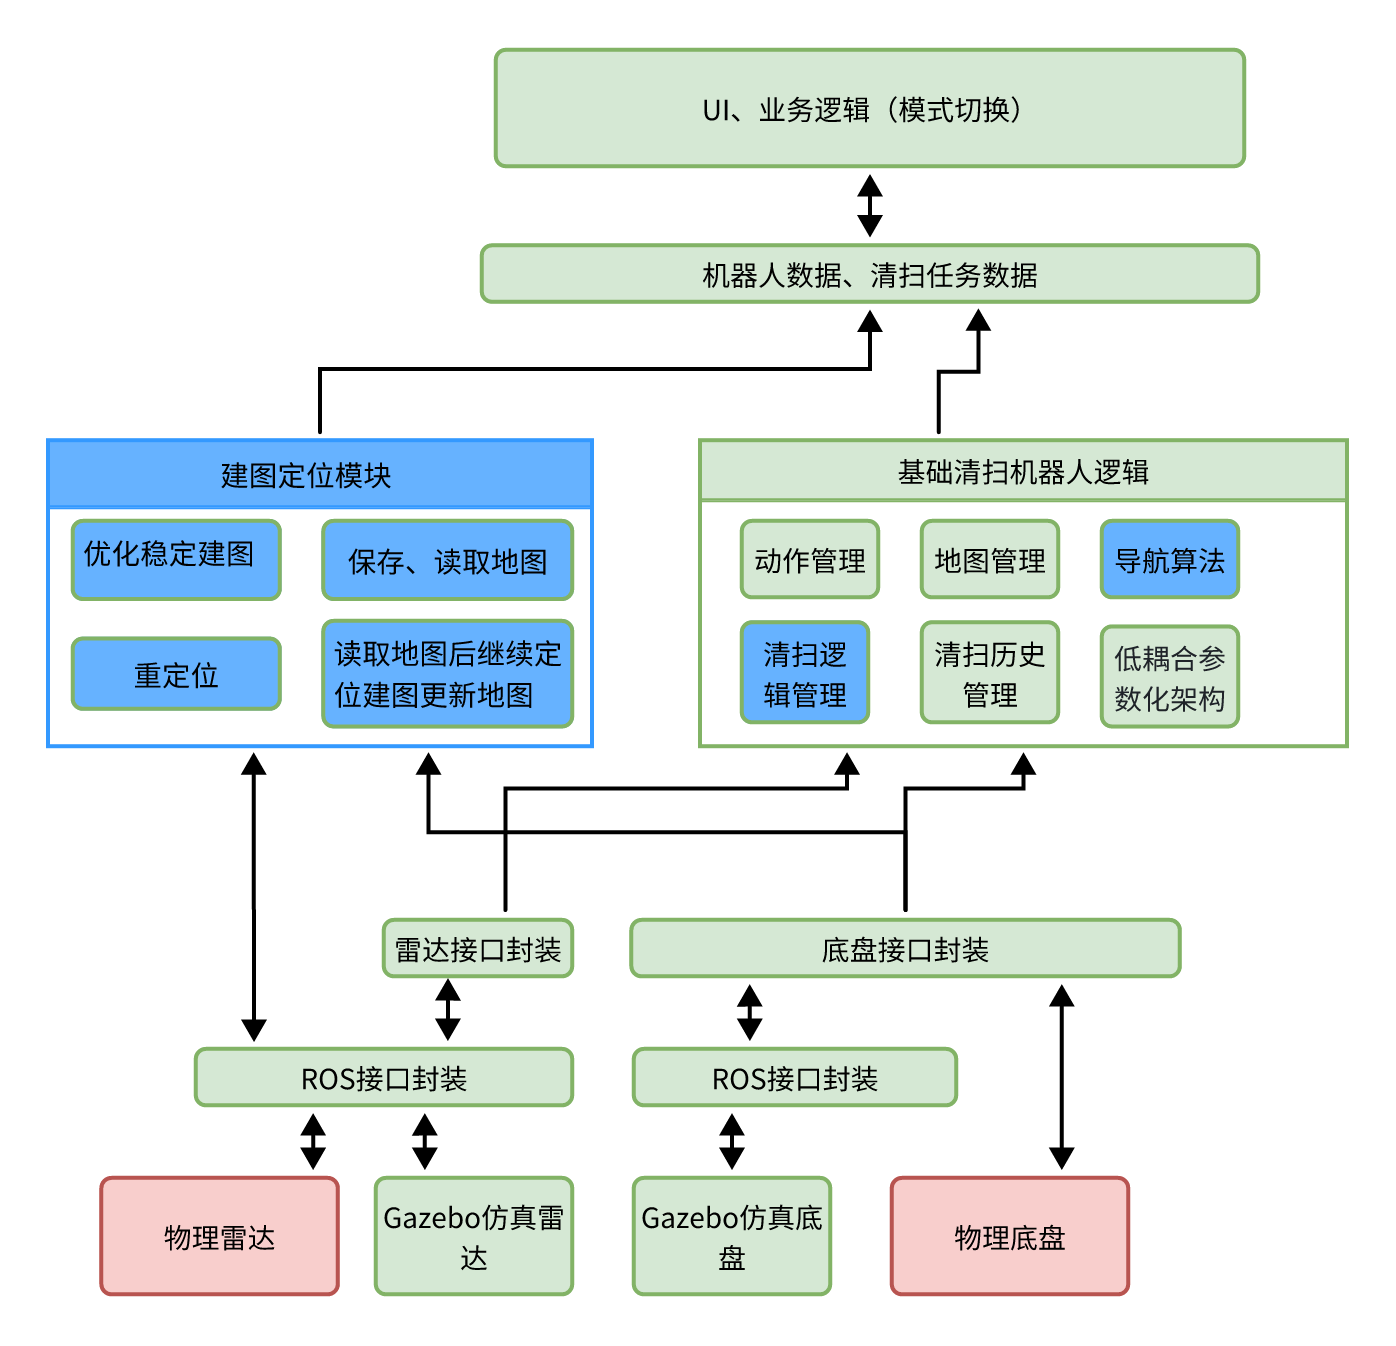 UI、业务逻辑（模式切换）
机器人数据、清扫任务数据
建图定位模块
优化稳定建图
保存、读取地图
重定位
读取地图后继续定
位建图更新地图
基础清扫机器人逻辑
动作管理
地图管理
导航算法
清扫逻
辑管理
清扫历史
管理
低耦合参
数化架构
雷达接口封装
底盘接口封装
ROS接口封装
ROS接口封装
物理雷达
Gazebo仿真雷
达
Gazebo仿真底
盘
物理底盘